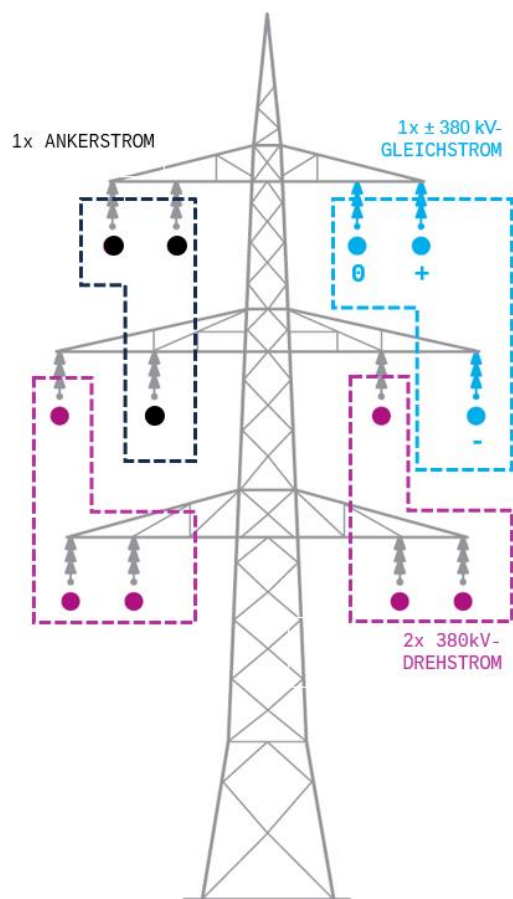 1x ANKERSTROM
1x ± 380 kV-
GLEICHSTROM
0 +
-
2x 380kV-
DREHSTROM